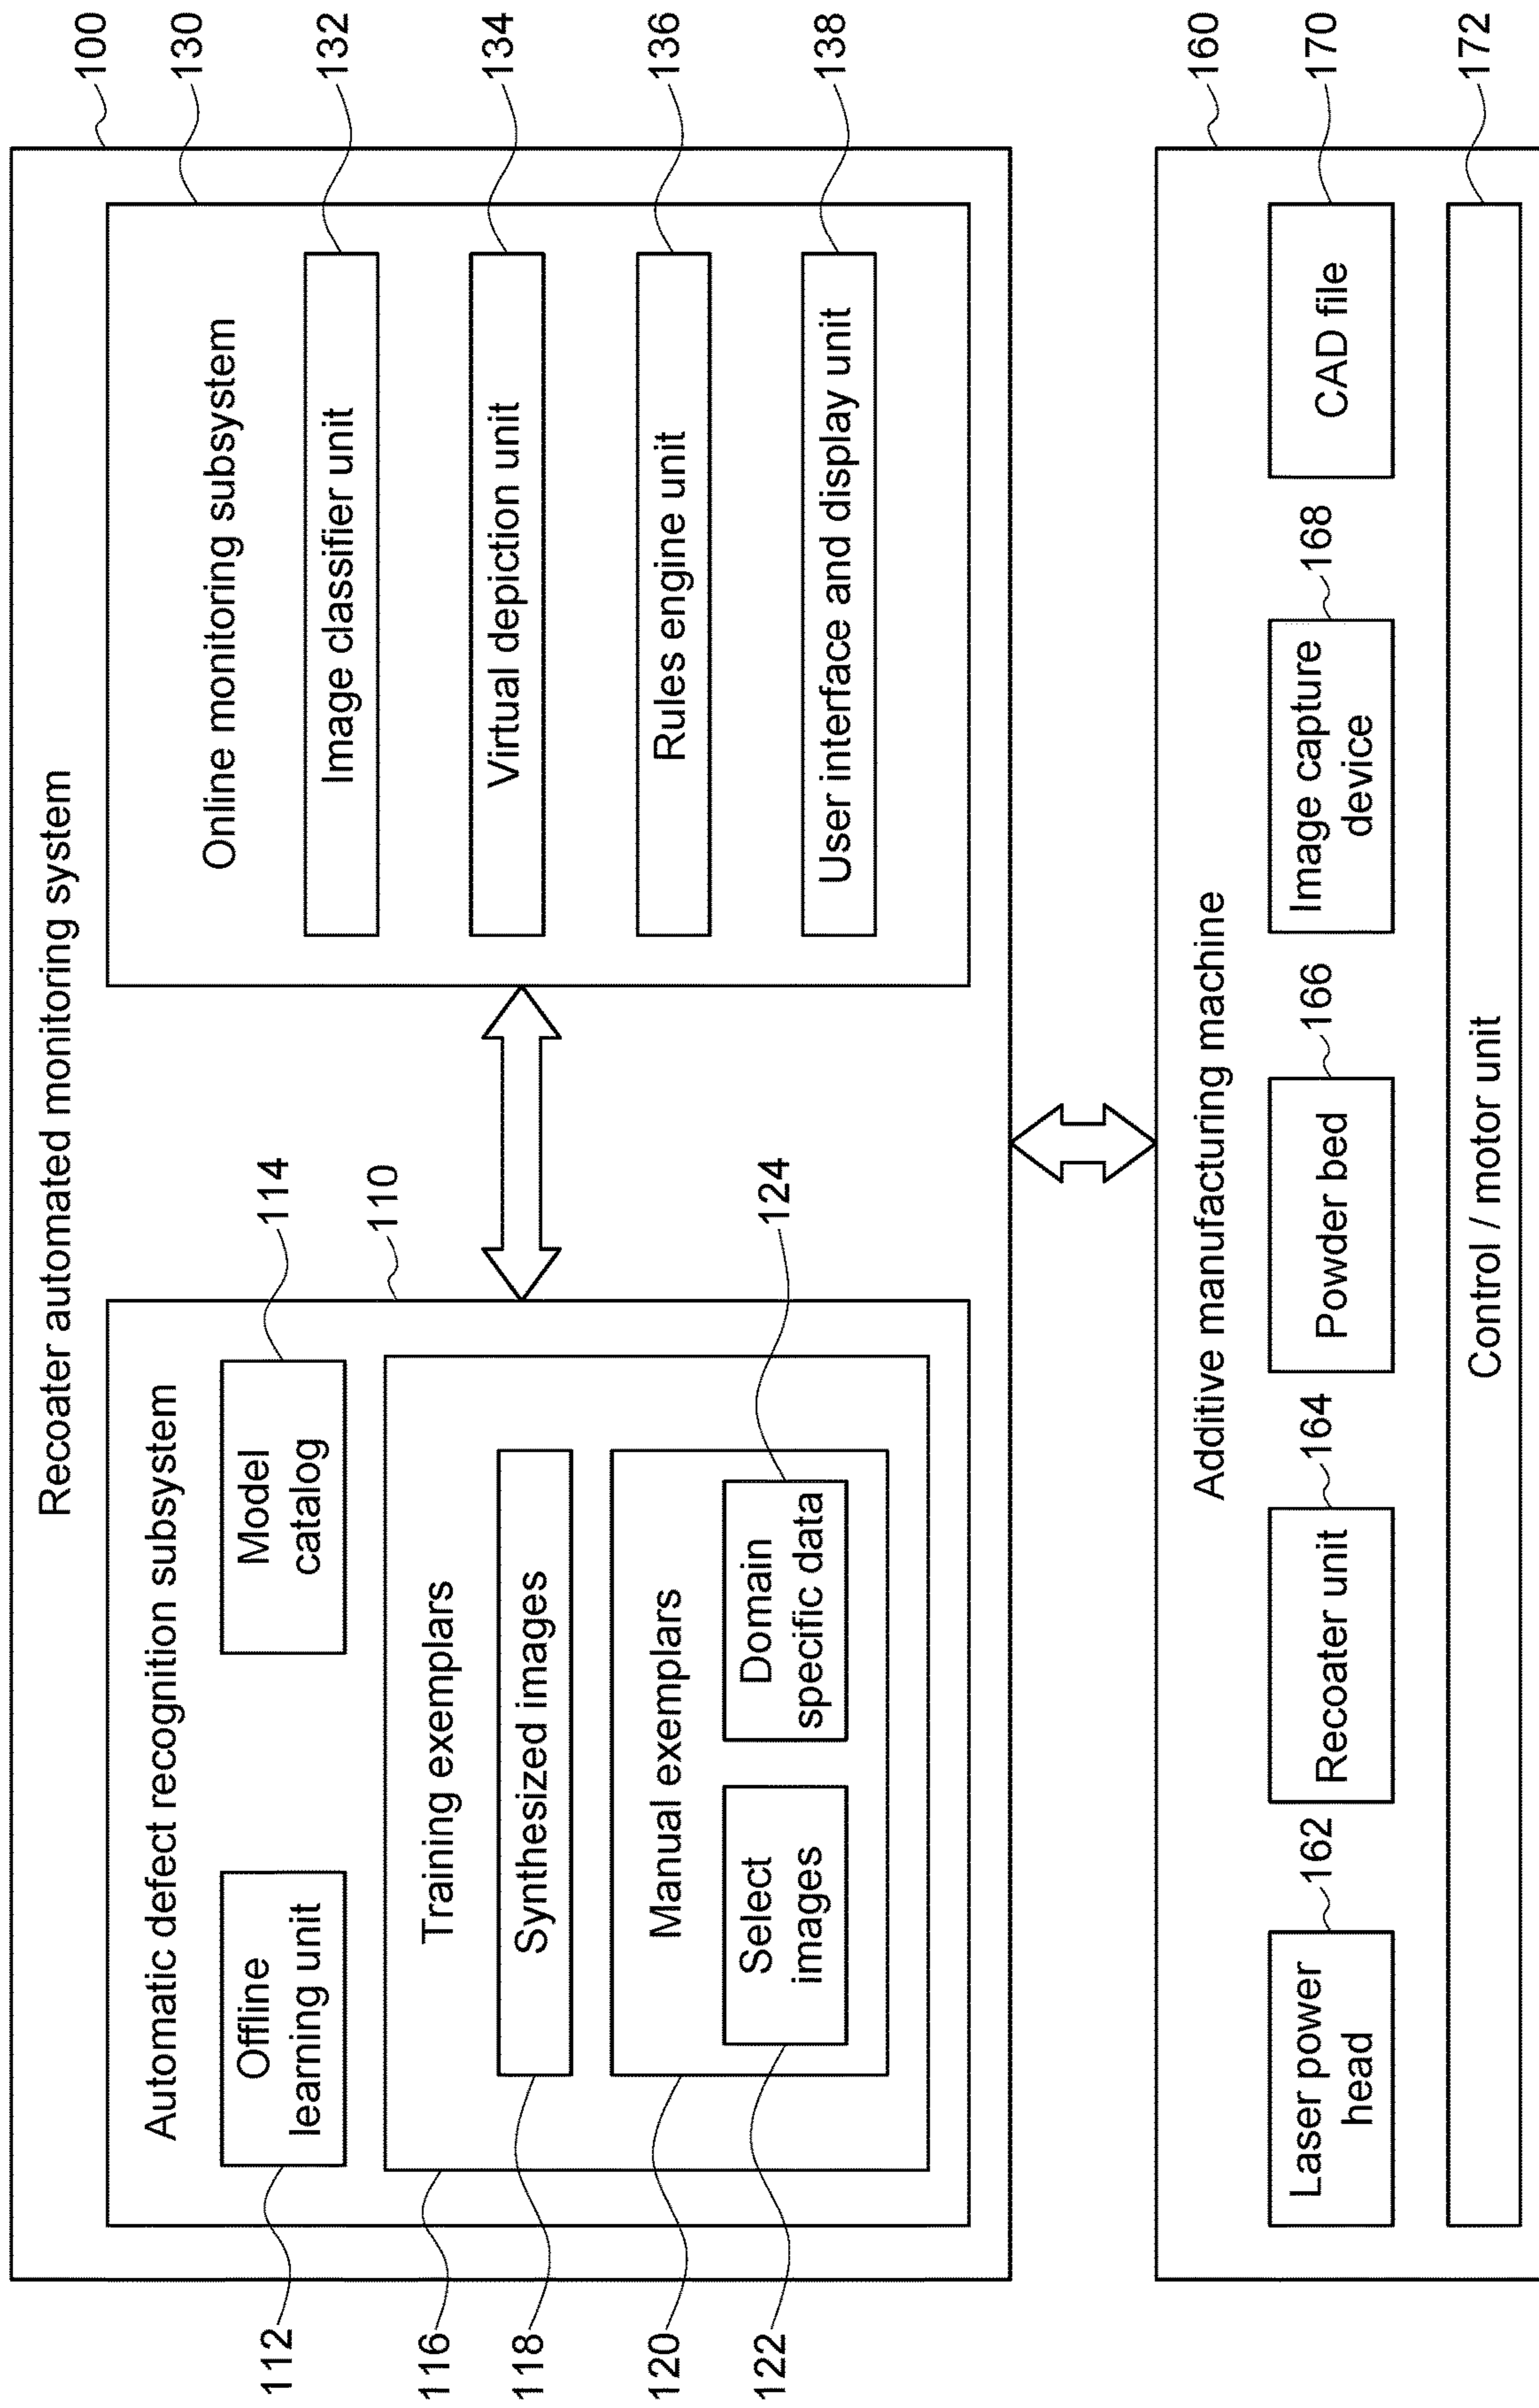 Recoater automated monitoring system
100
Automatic defect recognition subsystem
110
Offline
learning unit
112
Model
catalog
114
Training exemplars
116
Synthesized images
118
Manual exemplars
120
Select
images
122
Domain
specific data
124
Online monitoring subsystem
130
Image classifier unit
132
Virtual depiction unit
134
Rules engine unit
136
User interface and display unit
138
Additive manufacturing machine
160
Laser power
head
162
Recoater unit
164
Powder bed
166
Image capture
device
168
CAD file
170
Control / motor unit
172